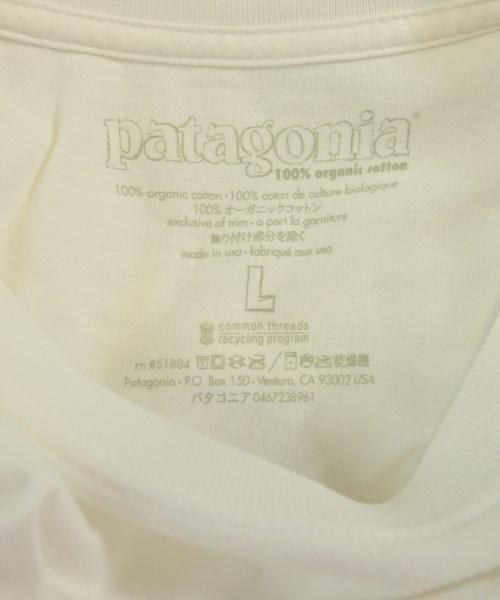 patagonia®
100% organic cotton
100% organic cotton • 100% coton de culture biologique
100% オーガニックコットン
exclusive of trim • a part la garniture
飾り付け部分を除く
made in usa • fabriqué aux usa
L
common threads
recycling program
rn #51884 / 乾燥機
Patagonia • P.O. Box 150 • Ventura, CA 93002 USA
パタゴニア 0467238961